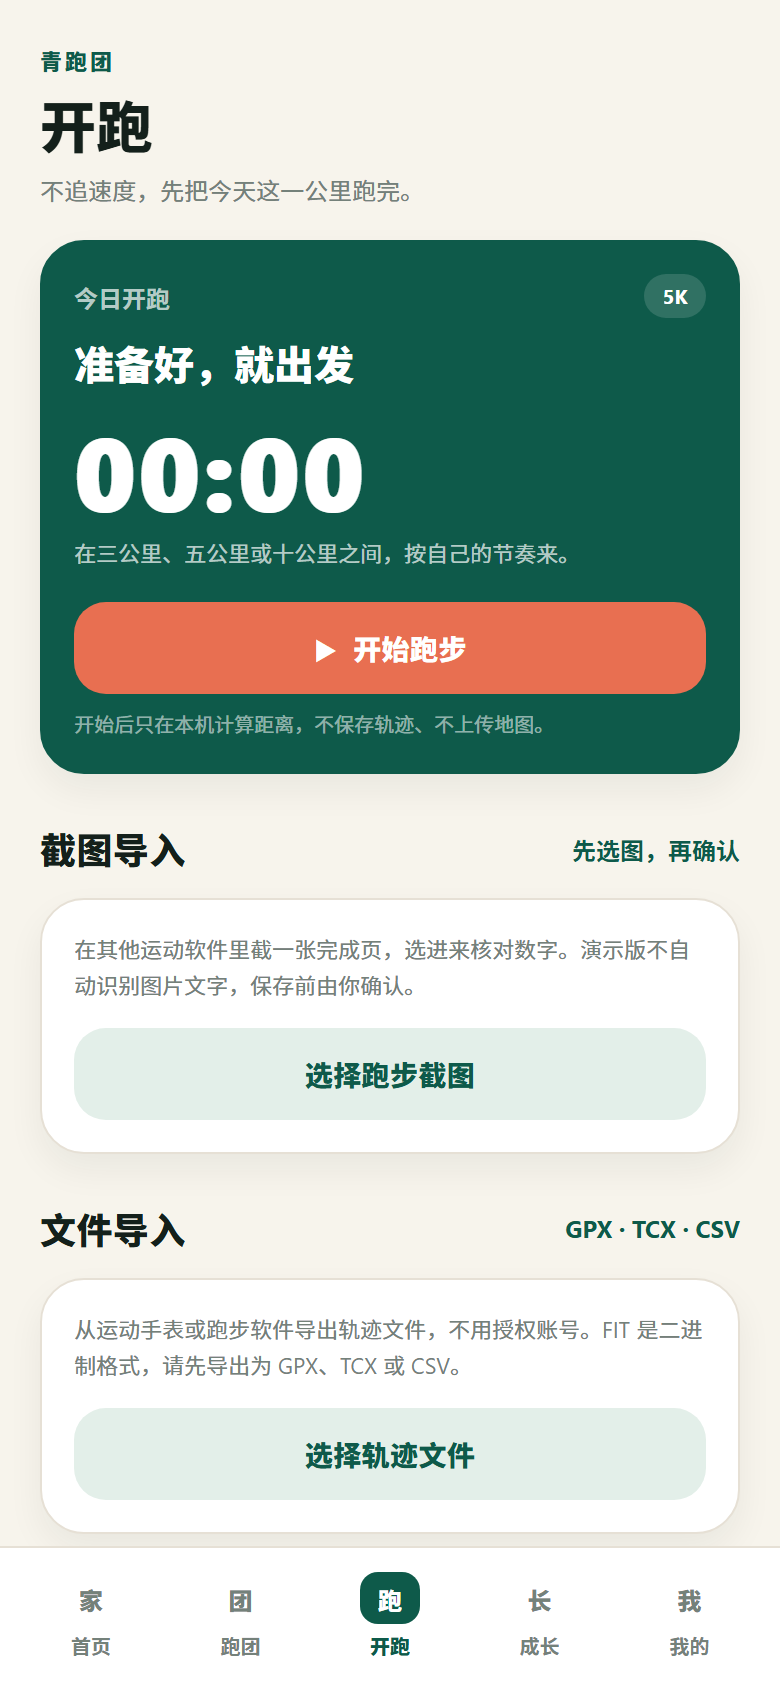 青跑团
开跑
不追速度，先把今天这一公里跑完。
今日开跑
5K
准备好，就出发
00:00
在三公里、五公里或十公里之间，按自己的节奏来。
▶ 开始跑步
开始后只在本机计算距离，不保存轨迹、不上传地图。
截图导入
先选图，再确认
在其他运动软件里截一张完成页，选进来核对数字。演示版不自
动识别图片文字，保存前由你确认。
选择跑步截图
文件导入
GPX · TCX · CSV
从运动手表或跑步软件导出轨迹文件，不用授权账号。FIT 是二进
制格式，请先导出为 GPX、TCX 或 CSV。
选择轨迹文件
家 团 跑 长 我
首页 跑团 开跑 成长 我的